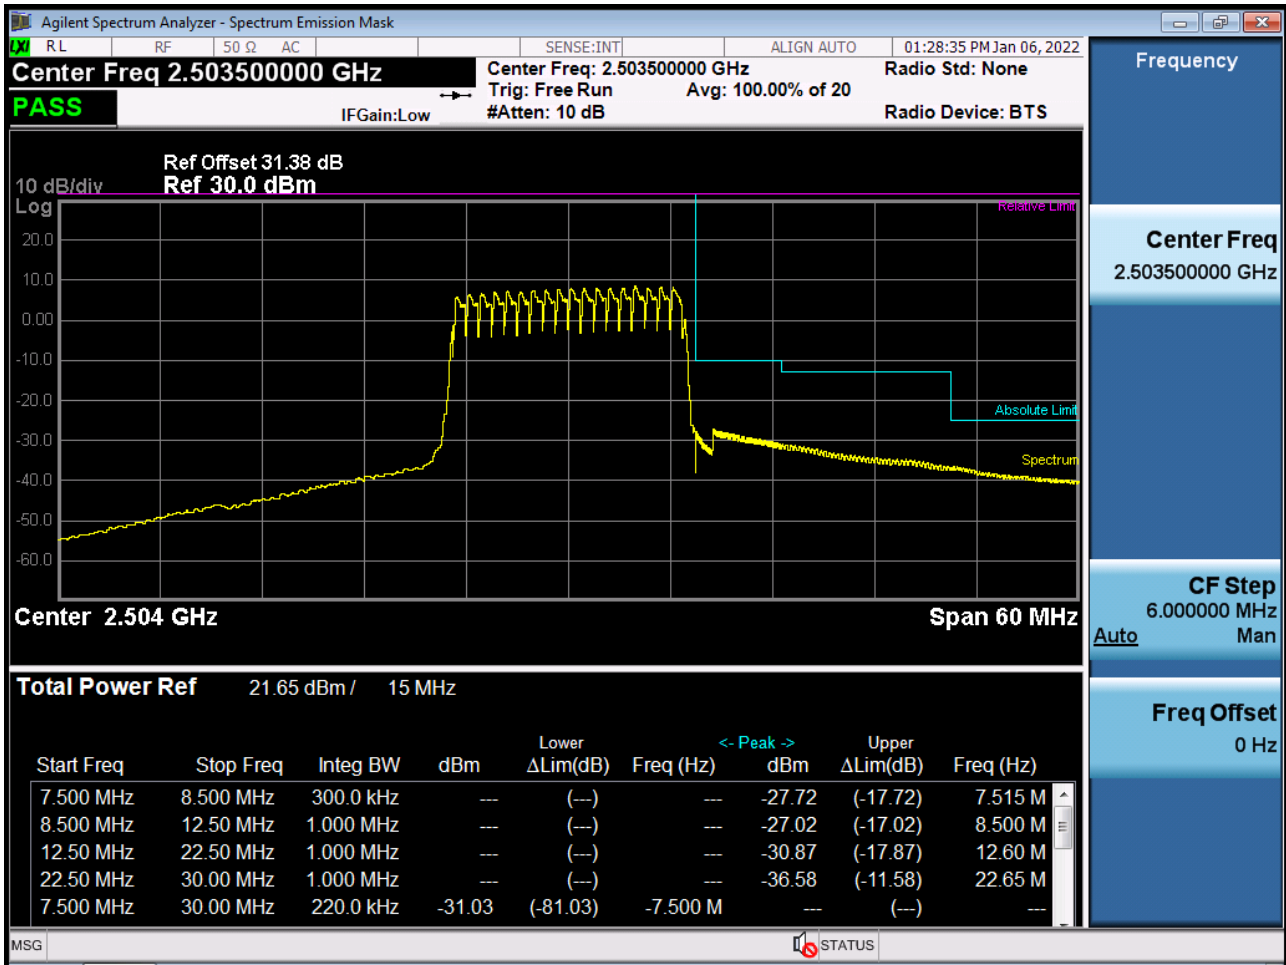 Agilent Spectrum Analyzer - Spectrum Emission Mask
LXI RL RF 50 Ω AC SENSE:INT ALIGN AUTO 01:28:35 PM Jan 06, 2022
Center Freq 2.503500000 GHz
Center Freq: 2.503500000 GHz
Radio Std: None
Trig: Free Run
Avg: 100.00% of 20
PASS
IFGain:Low
#Atten: 10 dB
Radio Device: BTS
Ref Offset 31.38 dB
10 dB/div Ref 30.0 dBm
Log
Relative Limit
20.0
10.0
0.00
-10.0
-20.0
Absolute Limit
-30.0
Spectrum
-40.0
-50.0
-60.0
Center 2.504 GHz
Span 60 MHz
Total Power Ref 21.65 dBm / 15 MHz
Lower <- Peak -> Upper
Start Freq Stop Freq Integ BW dBm ΔLim(dB) Freq (Hz) dBm ΔLim(dB) Freq (Hz)
7.500 MHz 8.500 MHz 300.0 kHz --- (---) --- -27.72 (-17.72) 7.515 M
8.500 MHz 12.50 MHz 1.000 MHz --- (---) --- -27.02 (-17.02) 8.500 M
12.50 MHz 22.50 MHz 1.000 MHz --- (---) --- -30.87 (-17.87) 12.60 M
22.50 MHz 30.00 MHz 1.000 MHz --- (---) --- -36.58 (-11.58) 22.65 M
7.500 MHz 30.00 MHz 220.0 kHz -31.03 (-81.03) -7.500 M --- (---) ---
MSG
STATUS
Frequency
Center Freq
2.503500000 GHz
CF Step
6.000000 MHz
Auto Man
Freq Offset
0 Hz